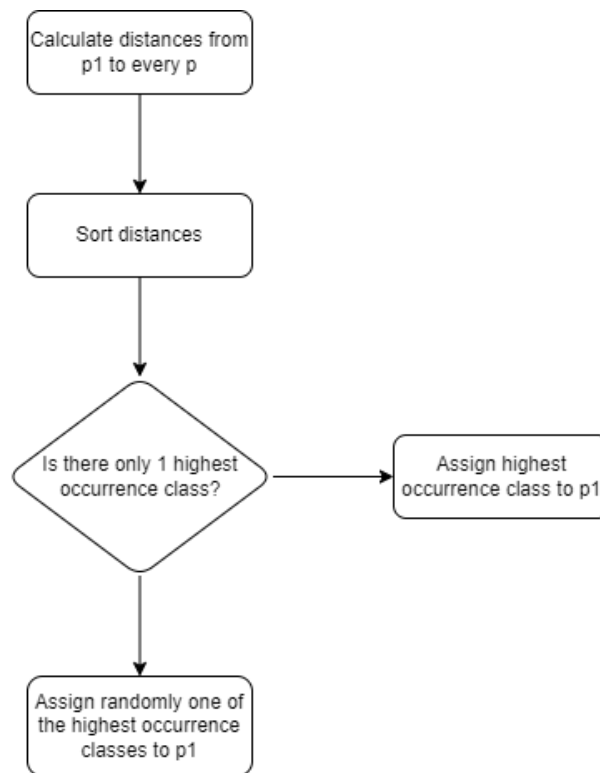 Calculate distances from
p1 to every p
Sort distances
Is there only 1 highest
occurrence class?
Assign highest
occurrence class to p1
Assign randomly one of
the highest occurrence
classes to p1